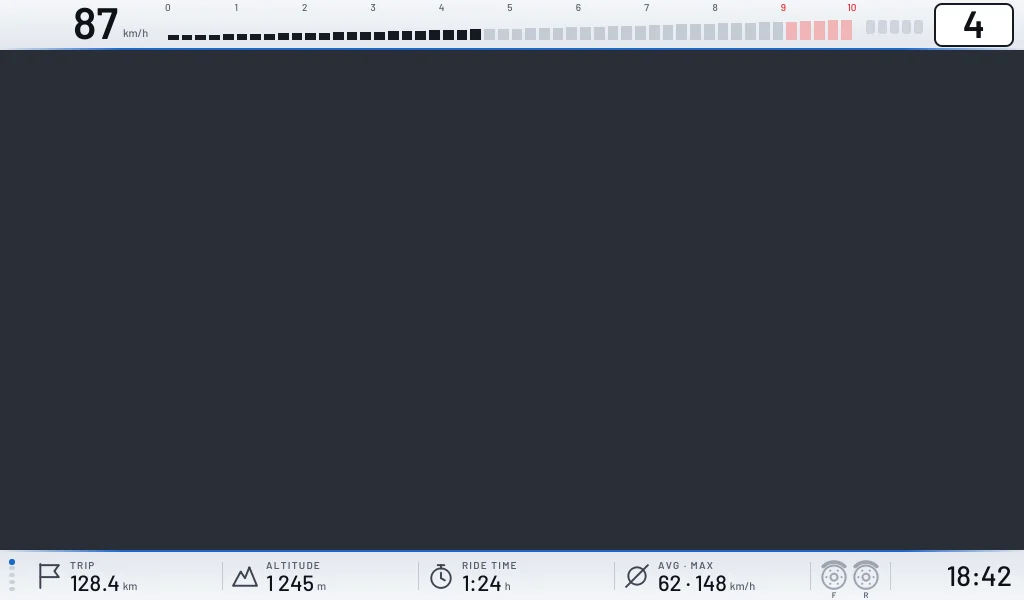 87 km/h
0 1 2 3 4 5 6 7 8 9 10
4
TRIP
128.4 km
ALTITUDE
1 245 m
RIDE TIME
1:24 h
AVG · MAX
62 · 148 km/h
F R
18:42